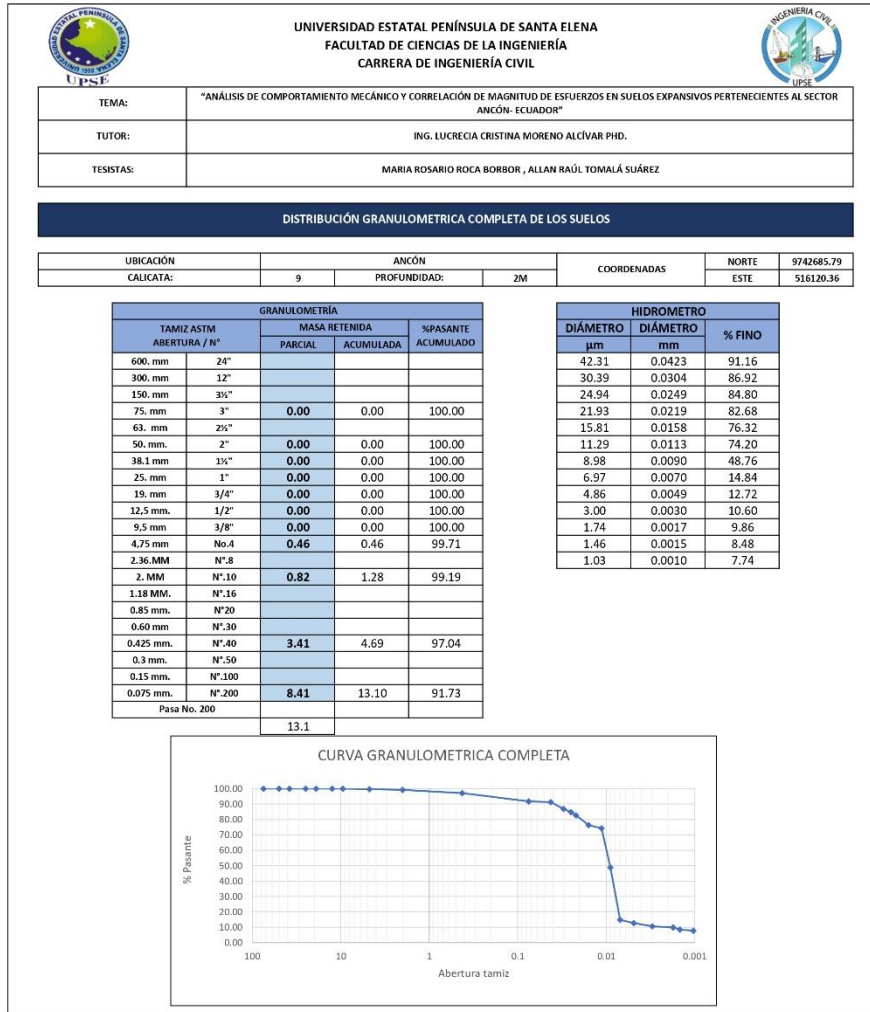 UNIVERSIDAD ESTATAL PENÍNSULA DE SANTA ELENA
FACULTAD DE CIENCIAS DE LA INGENIERÍA
CARRERA DE INGENIERÍA CIVIL
UNIVERSIDAD ESTATAL PENINSULA DE SANTA ELENA
UPSE
INGENIERIA CIVIL
UPSE
TEMA: "ANÁLISIS DE COMPORTAMIENTO MECÁNICO Y CORRELACIÓN DE MAGNITUD DE ESFUERZOS EN SUELOS EXPANSIVOS PERTENECIENTES AL SECTOR
ANCÓN- ECUADOR"
TUTOR: ING. LUCRECIA CRISTINA MORENO ALCÍVAR PHD.
TESISTAS: MARIA ROSARIO ROCA BORBOR , ALLAN RAÚL TOMALÁ SUÁREZ
DISTRIBUCIÓN GRANULOMETRICA COMPLETA DE LOS SUELOS
UBICACIÓN ANCÓN COORDENADAS NORTE 9742685.79
CALICATA: 9 PROFUNDIDAD: 2M ESTE 516120.36
GRANULOMETRÍA
TAMIZ ASTM MASA RETENIDA %PASANTE
ABERTURA / N° PARCIAL ACUMULADA ACUMULADO
600. mm 24"
300. mm 12"
150. mm 3½"
75. mm 3" 0.00 0.00 100.00
63. mm 2½"
50. mm. 2" 0.00 0.00 100.00
38.1 mm 1½" 0.00 0.00 100.00
25. mm 1" 0.00 0.00 100.00
19. mm 3/4" 0.00 0.00 100.00
12,5 mm. 1/2" 0.00 0.00 100.00
9,5 mm 3/8" 0.00 0.00 100.00
4,75 mm No.4 0.46 0.46 99.71
2.36.MM N°.8
2. MM N°.10 0.82 1.28 99.19
1.18 MM. N°.16
0.85 mm. N°20
0.60 mm N°.30
0.425 mm. N°.40 3.41 4.69 97.04
0.3 mm. N°.50
0.15 mm. N°.100
0.075 mm. N°.200 8.41 13.10 91.73
Pasa No. 200
13.1
HIDROMETRO
DIÁMETRO DIÁMETRO % FINO
µm mm
42.31 0.0423 91.16
30.39 0.0304 86.92
24.94 0.0249 84.80
21.93 0.0219 82.68
15.81 0.0158 76.32
11.29 0.0113 74.20
8.98 0.0090 48.76
6.97 0.0070 14.84
4.86 0.0049 12.72
3.00 0.0030 10.60
1.74 0.0017 9.86
1.46 0.0015 8.48
1.03 0.0010 7.74
CURVA GRANULOMETRICA COMPLETA
% Pasante
100.00
90.00
80.00
70.00
60.00
50.00
40.00
30.00
20.00
10.00
0.00
100 10 1 0.1 0.01 0.001
Abertura tamiz